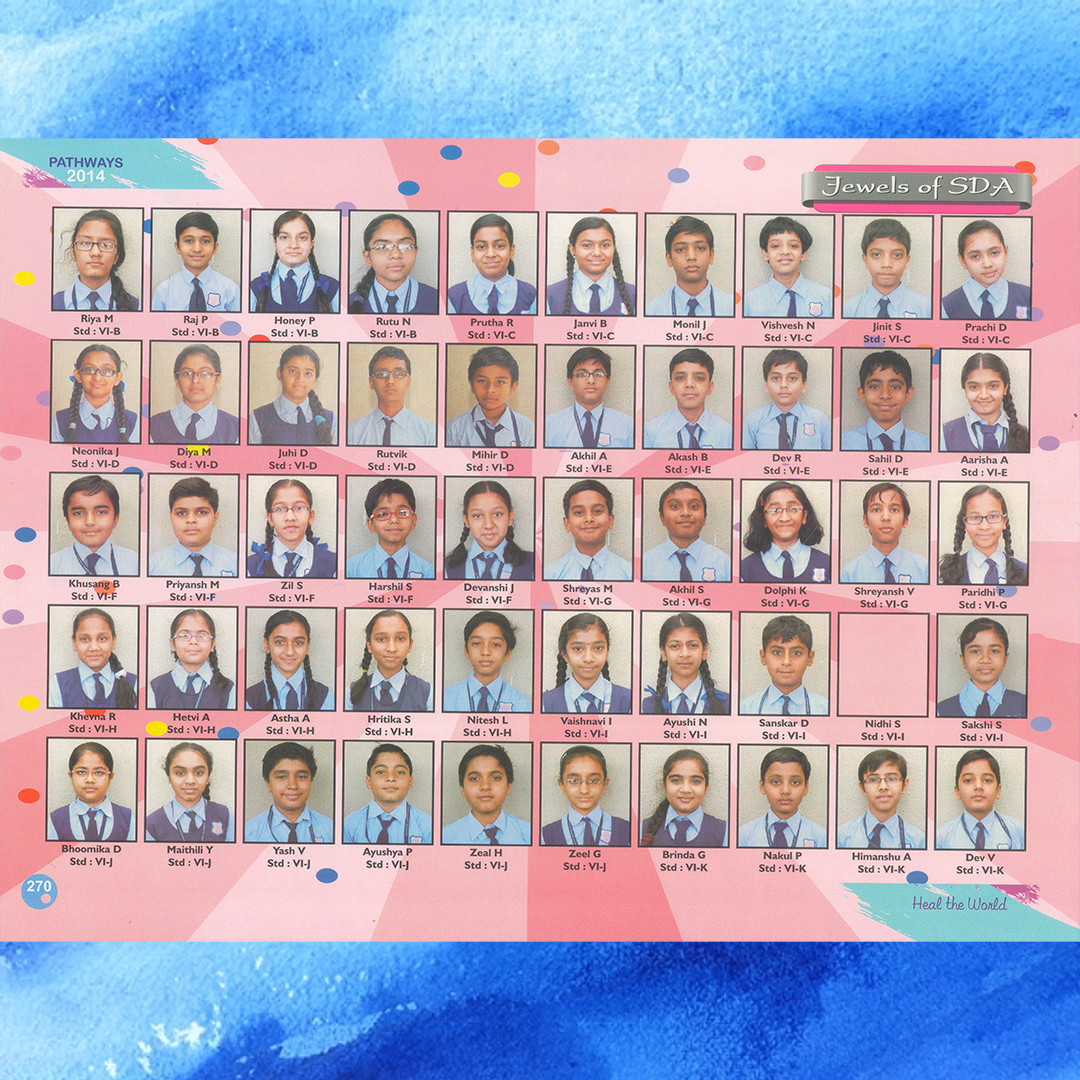 PATHWAYS
2014
Jewels of SDA
Riya M
Std : VI-B
Raj P
Std : VI-B
Honey P
Std : VI-B
Rutu N
Std : VI-B
Prutha R
Std : VI-C
Janvi B
Std : VI-C
Monil J
Std : VI-C
Vishvesh N
Std : VI-C
Jinit S
Std : VI-C
Prachi D
Std : VI-C
Neonika J
Std : VI-D
Diya M
Std : VI-D
Juhi D
Std : VI-D
Rutvik
Std : VI-D
Mihir D
Std : VI-D
Akhil A
Std : VI-E
Akash B
Std : VI-E
Dev R
Std : VI-E
Sahil D
Std : VI-E
Aarisha A
Std : VI-E
Khusang B
Std : VI-F
Priyansh M
Std : VI-F
Zil S
Std : VI-F
Harshil S
Std : VI-F
Devanshi J
Std : VI-F
Shreyas M
Std : VI-G
Akhil S
Std : VI-G
Dolphi K
Std : VI-G
Shreyansh V
Std : VI-G
Paridhi P
Std : VI-G
Khevna R
Std : VI-H
Hetvi A
Std : VI-H
Astha A
Std : VI-H
Hritika S
Std : VI-H
Nitesh L
Std : VI-H
Vaishnavi I
Std : VI-I
Ayushi N
Std : VI-I
Sanskar D
Std : VI-I
Nidhi S
Std : VI-I
Sakshi S
Std : VI-I
Bhoomika D
Std : VI-J
Maithili Y
Std : VI-J
Yash V
Std : VI-J
Ayushya P
Std : VI-J
Zeal H
Std : VI-J
Zeel G
Std : VI-J
Brinda G
Std : VI-K
Nakul P
Std : VI-K
Himanshu A
Std : VI-K
Dev V
Std : VI-K
270
Heal the World